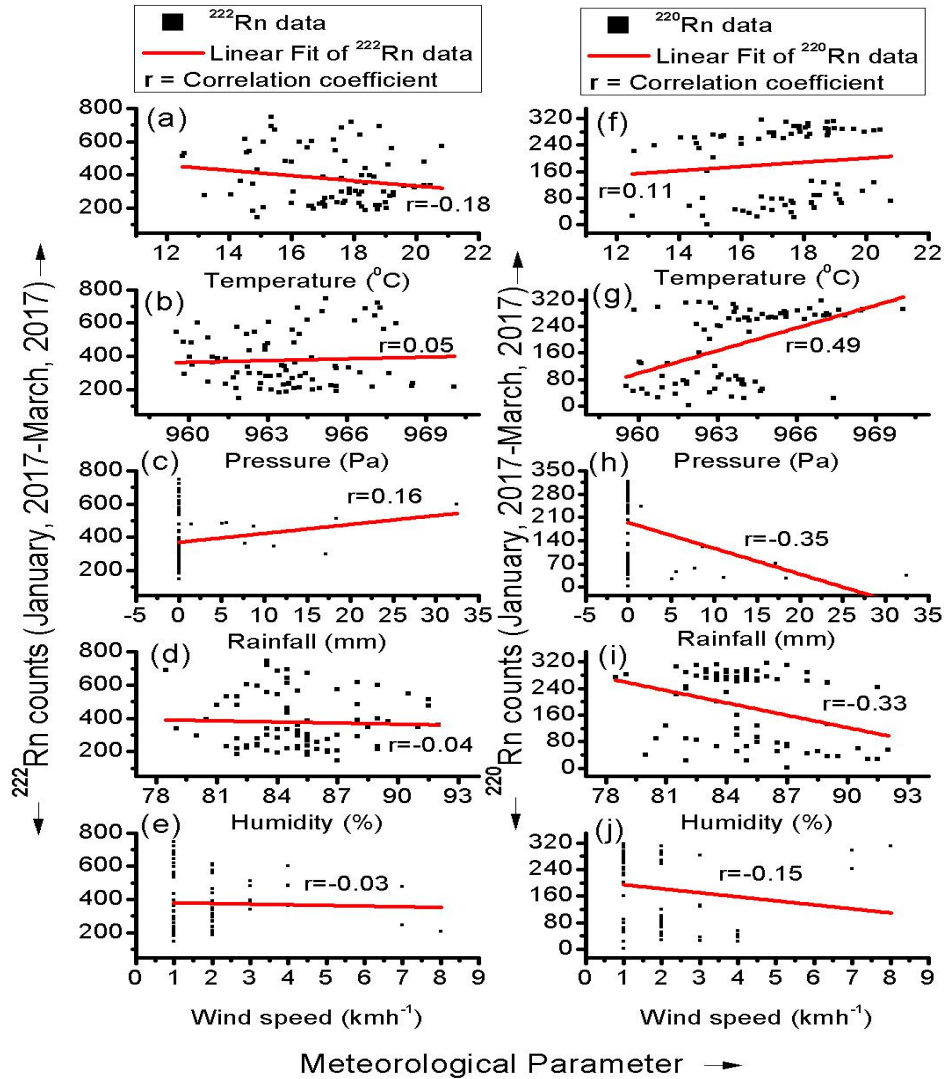 ²²²Rn data
Linear Fit of ²²²Rn data
r = Correlation coefficient
²²⁰Rn data
Linear Fit of ²²⁰Rn data
r = Correlation coefficient
²²²Rn counts (January, 2017-March, 2017)
(a)
800
600
400
200
r=-0.18
12 14 16 18 20 22
Temperature (⁰C)
(b)
800
600
400
200
r=0.05
960 963 966 969
Pressure (Pa)
(c)
800
600
400
200
r=0.16
-5 0 5 10 15 20 25 30 35
Rainfall (mm)
(d)
800
600
400
200
r=-0.04
78 81 84 87 90 93
Humidity (%)
(e)
800
600
400
200
r=-0.03
0 1 2 3 4 5 6 7 8 9
Wind speed (kmh⁻¹)
²²⁰Rn counts (January, 2017-March, 2017)
(f)
320
240
160
80
0
r=0.11
12 14 16 18 20 22
Temperature (⁰C)
(g)
320
240
160
80
0
r=0.49
960 963 966 969
Pressure (Pa)
(h)
350
280
210
140
70
0
r=-0.35
-5 0 5 10 15 20 25 30 35
Rainfall (mm)
(i)
320
240
160
80
0
r=-0.33
78 81 84 87 90 93
Humidity (%)
(j)
320
240
160
80
0
r=-0.15
0 1 2 3 4 5 6 7 8 9
Wind speed (kmh⁻¹)
Meteorological Parameter